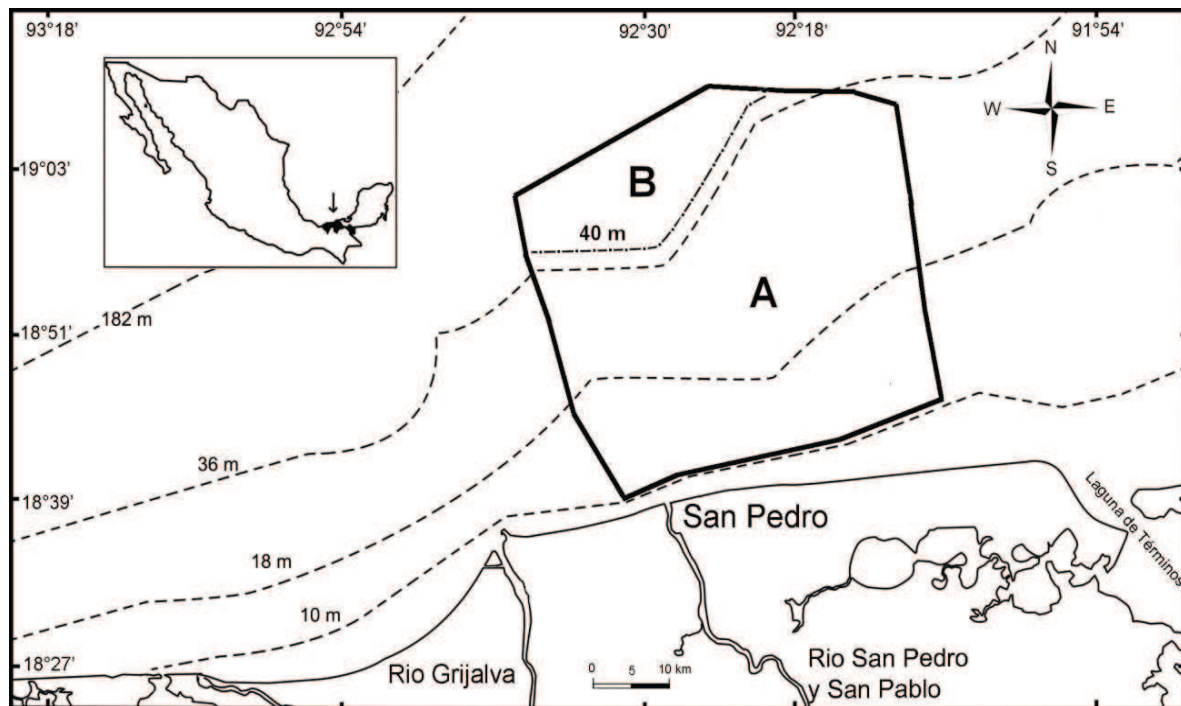 93°18'
92°54'
92°30'
92°18'
91°54'
N
W
E
S
19°03'
B
40 m
A
182 m
18°51'
36 m
18°39'
San Pedro
Laguna de Términos
18 m
10 m
18°27'
Rio Grijalva
0 5 10 km
Rio San Pedro
y San Pablo